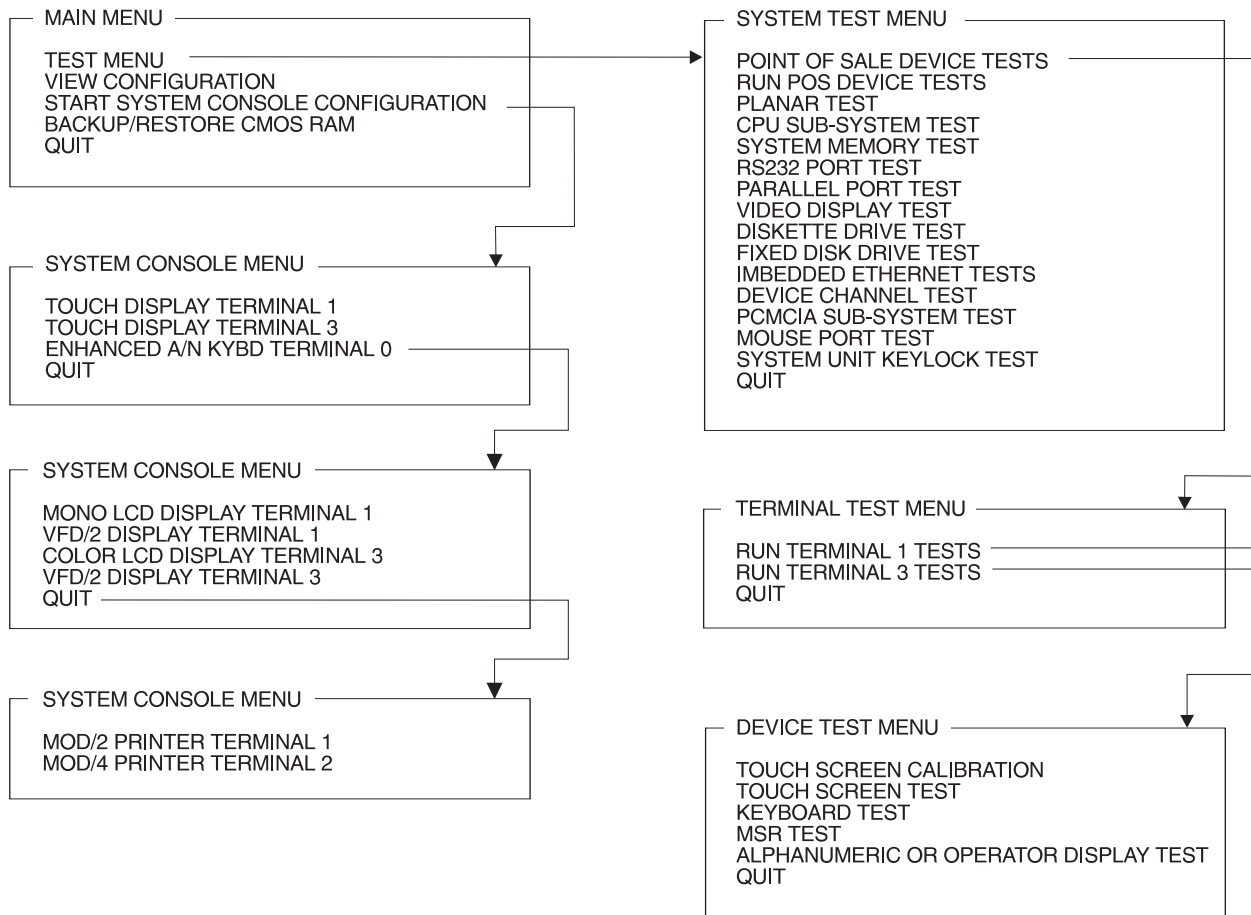 MAIN MENU
TEST MENU
VIEW CONFIGURATION
START SYSTEM CONSOLE CONFIGURATION
BACKUP/RESTORE CMOS RAM
QUIT
SYSTEM CONSOLE MENU
TOUCH DISPLAY TERMINAL 1
TOUCH DISPLAY TERMINAL 3
ENHANCED A/N KYBD TERMINAL 0
QUIT
SYSTEM CONSOLE MENU
MONO LCD DISPLAY TERMINAL 1
VFD/2 DISPLAY TERMINAL 1
COLOR LCD DISPLAY TERMINAL 3
VFD/2 DISPLAY TERMINAL 3
QUIT
SYSTEM CONSOLE MENU
MOD/2 PRINTER TERMINAL 1
MOD/4 PRINTER TERMINAL 2
SYSTEM TEST MENU
POINT OF SALE DEVICE TESTS
RUN POS DEVICE TESTS
PLANAR TEST
CPU SUB-SYSTEM TEST
SYSTEM MEMORY TEST
RS232 PORT TEST
PARALLEL PORT TEST
VIDEO DISPLAY TEST
DISKETTE DRIVE TEST
FIXED DISK DRIVE TEST
IMBEDDED ETHERNET TESTS
DEVICE CHANNEL TEST
PCMCIA SUB-SYSTEM TEST
MOUSE PORT TEST
SYSTEM UNIT KEYLOCK TEST
QUIT
TERMINAL TEST MENU
RUN TERMINAL 1 TESTS
RUN TERMINAL 3 TESTS
QUIT
DEVICE TEST MENU
TOUCH SCREEN CALIBRATION
TOUCH SCREEN TEST
KEYBOARD TEST
MSR TEST
ALPHANUMERIC OR OPERATOR DISPLAY TEST
QUIT